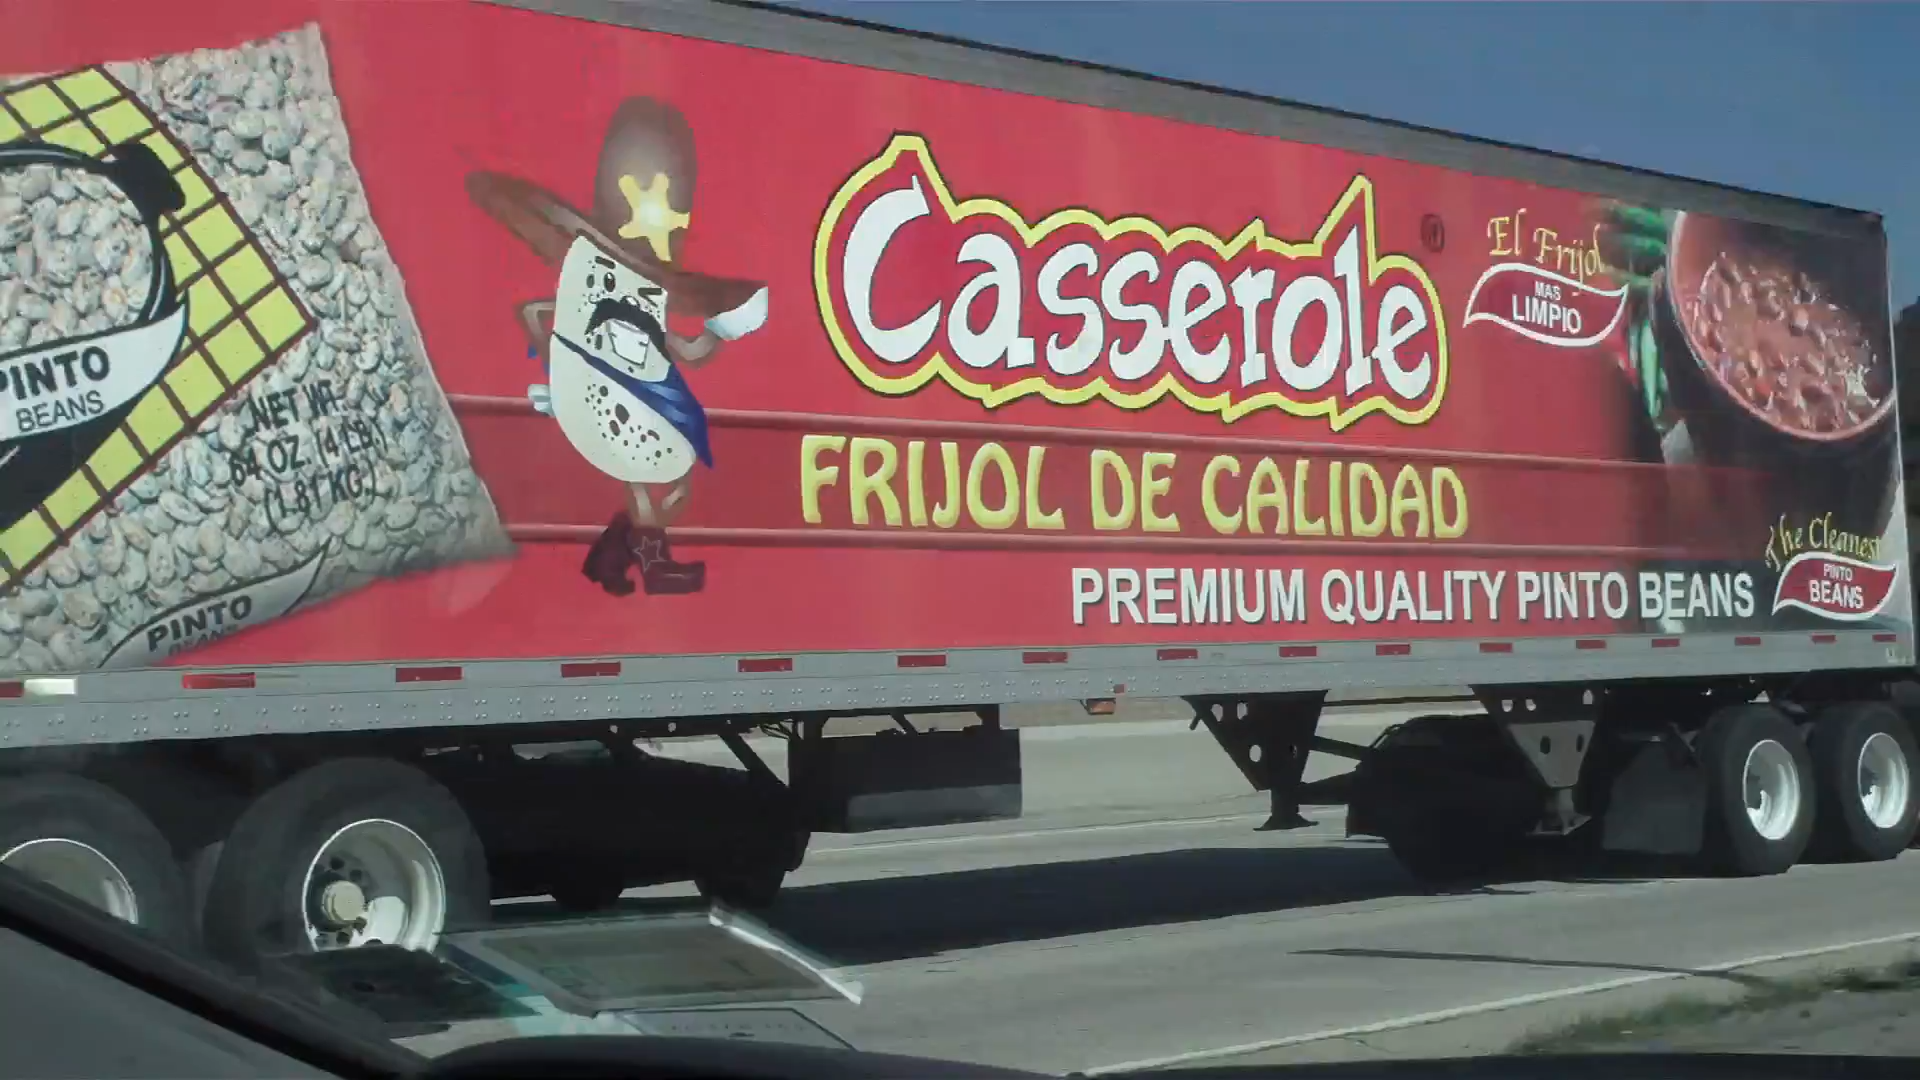 PINTO
BEANS
NET WT.
64 OZ. (4 LB.)
(1.81 KG.)
PINTO
BEANS
Casserole
®
FRIJOL DE CALIDAD
PREMIUM QUALITY PINTO BEANS
El Frijol
MAS
LIMPIO
The Cleanest
PINTO
BEANS